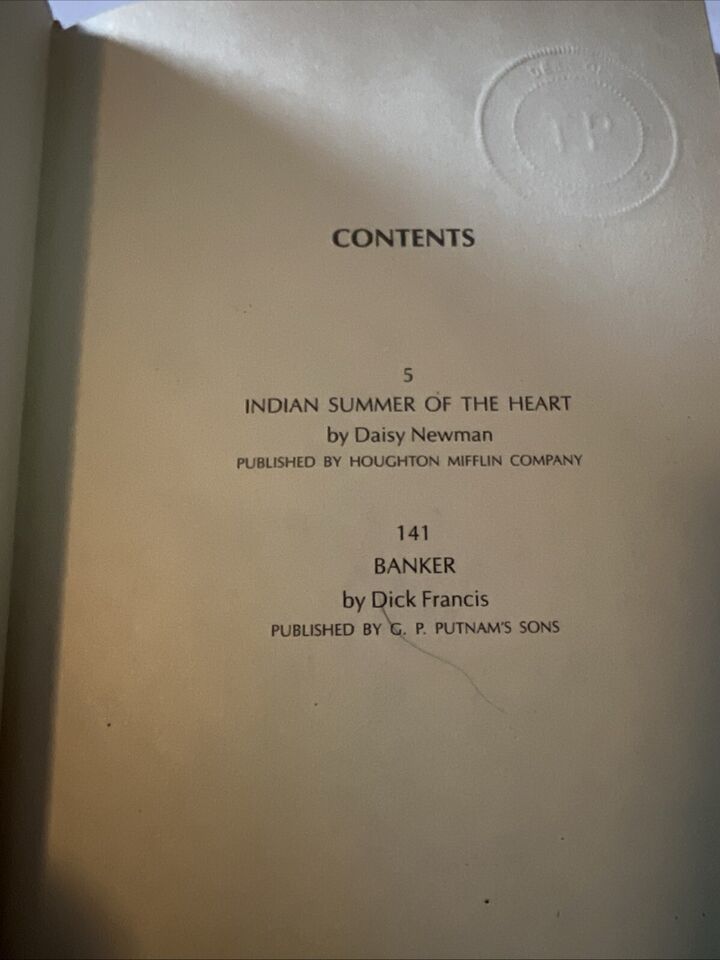 CONTENTS
5
INDIAN SUMMER OF THE HEART
by Daisy Newman
PUBLISHED BY HOUGHTON MIFFLIN COMPANY
141
BANKER
by Dick Francis
PUBLISHED BY G. P. PUTNAM'S SONS